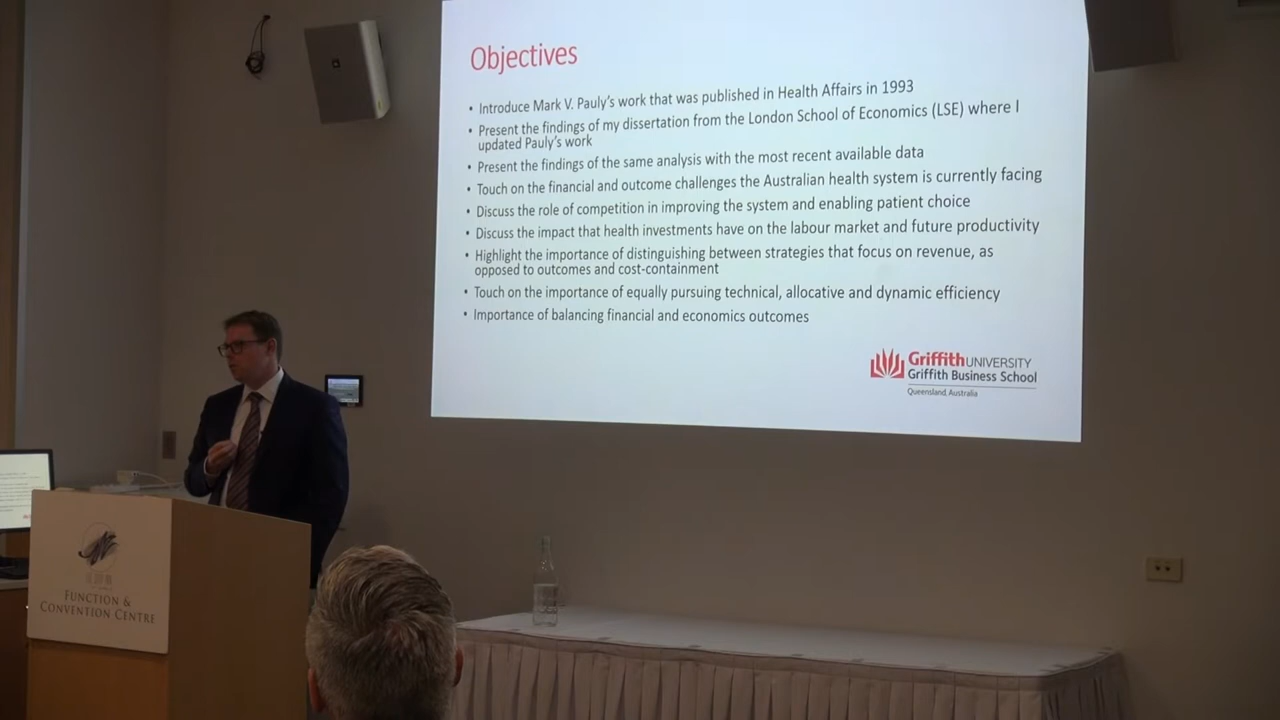 Objectives
• Introduce Mark V. Pauly's work that was published in Health Affairs in 1993
• Present the findings of my dissertation from the London School of Economics (LSE) where I
updated Pauly's work
• Present the findings of the same analysis with the most recent available data
• Touch on the financial and outcome challenges the Australian health system is currently facing
• Discuss the role of competition in improving the system and enabling patient choice
• Discuss the impact that health investments have on the labour market and future productivity
• Highlight the importance of distinguishing between strategies that focus on revenue, as
opposed to outcomes and cost-containment
• Touch on the importance of equally pursuing technical, allocative and dynamic efficiency
• Importance of balancing financial and economics outcomes
Griffith UNIVERSITY
Griffith Business School
Queensland, Australia
FUNCTION &
CONVENTION CENTRE